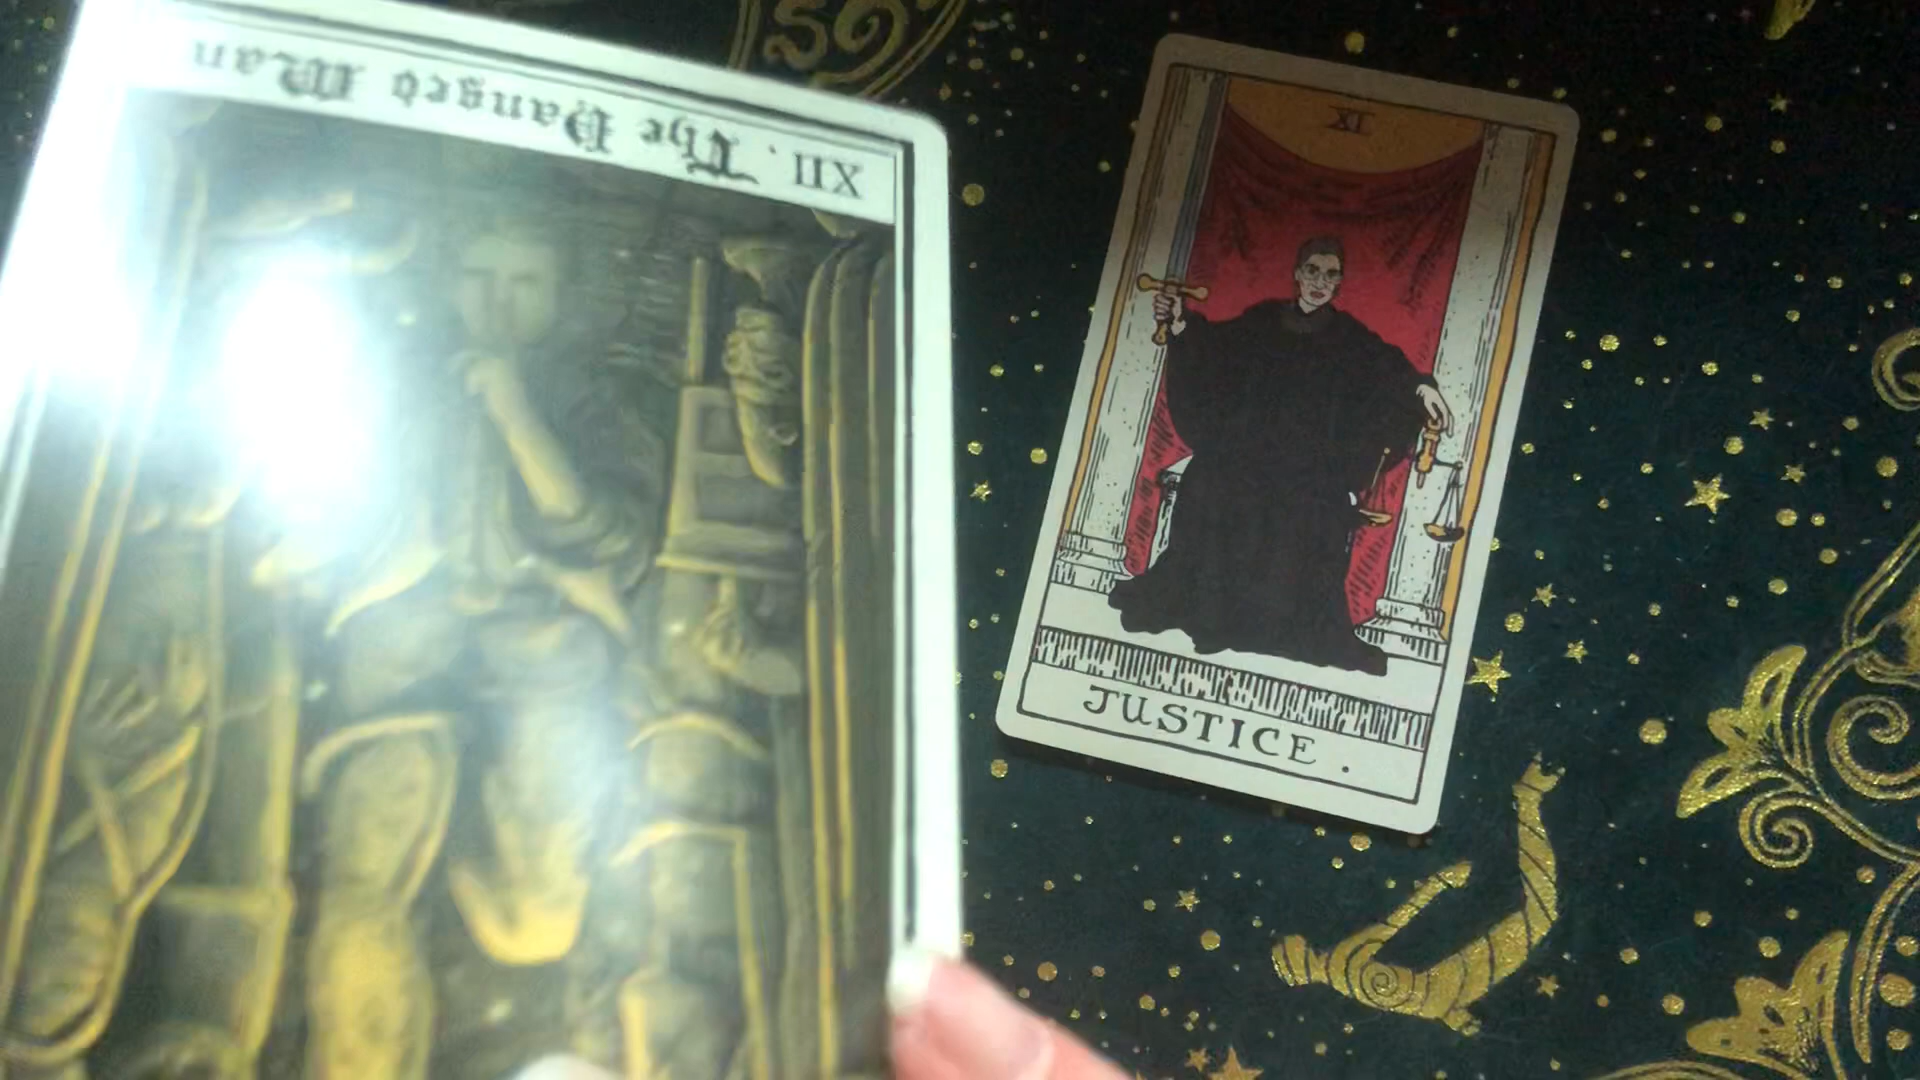 XII . The Hanged Man
XI
JUSTICE .